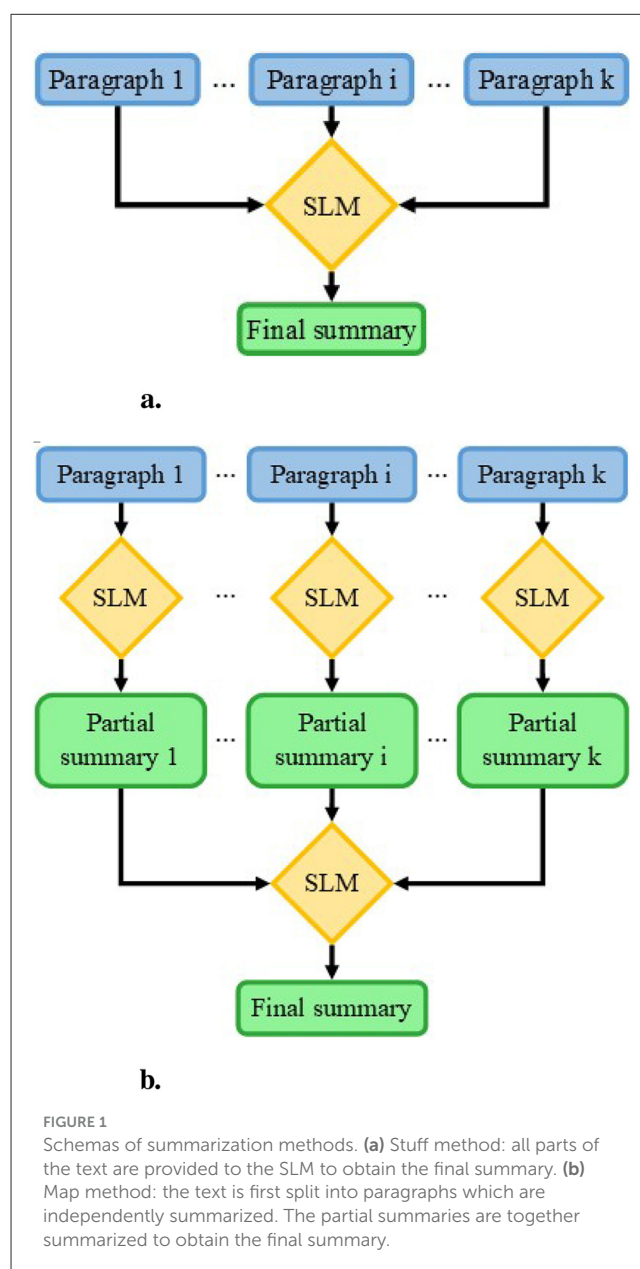 Paragraph 1 ... Paragraph i ... Paragraph k
SLM
Final summary
a.
Paragraph 1 ... Paragraph i ... Paragraph k
SLM ... SLM ... SLM
Partial summary 1 ... Partial summary i ... Partial summary k
SLM
Final summary
b.
FIGURE 1
Schemas of summarization methods. (a) Stuff method: all parts of
the text are provided to the SLM to obtain the final summary. (b)
Map method: the text is first split into paragraphs which are
independently summarized. The partial summaries are together
summarized to obtain the final summary.